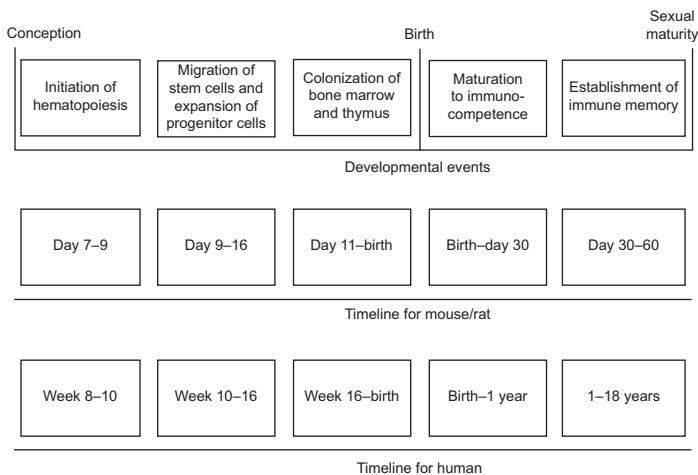 Conception
Birth
Sexual
maturity
Initiation of
hematopoiesis
Migration of
stem cells and
expansion of
progenitor cells
Colonization of
bone marrow
and thymus
Maturation
to immuno-
competence
Establishment of
immune memory
Developmental events
Day 7–9
Day 9–16
Day 11–birth
Birth–day 30
Day 30–60
Timeline for mouse/rat
Week 8–10
Week 10–16
Week 16–birth
Birth–1 year
1–18 years
Timeline for human